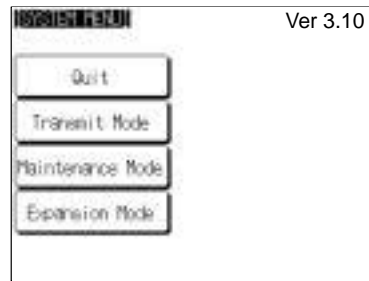 [SYSTEM MENU]
Ver 3.10
Quit
Transmit Mode
Maintenance Mode
Expansion Mode